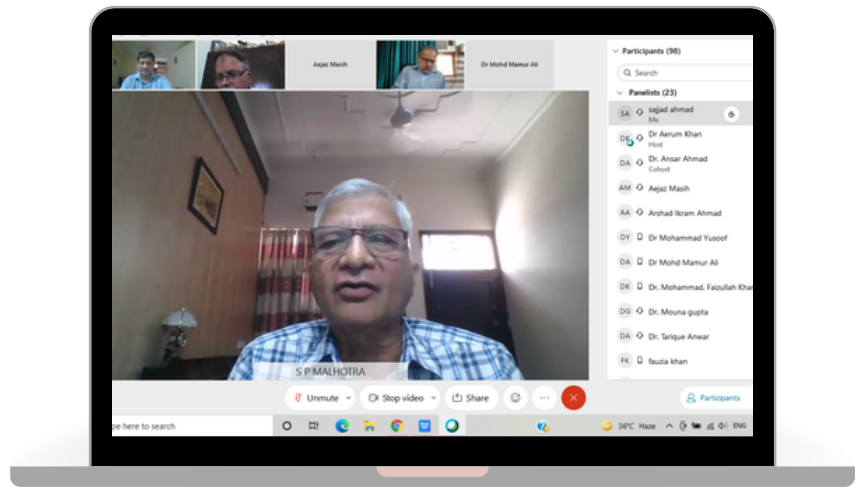 Aejaz Masih
Dr Mohd Mamur Ali
S P MALHOTRA
Participants (98)
Search
Panelists (23)
SA sajjad ahmad
Me
DK Dr Aerum Khan
Host
DA Dr. Ansar Ahmad
Cohost
AM Aejaz Masih
AA Arshad Ikram Ahmad
DY Dr Mohammad Yusoof
DA Dr Mohd Mamur Ali
DK Dr. Mohammad. Faizullah Khan
DG Dr. Mouna gupta
DA Dr. Tarique Anwar
FK fauzia khan
Unmute Stop video Share
Participants
pe here to search
36°C Haze ENG